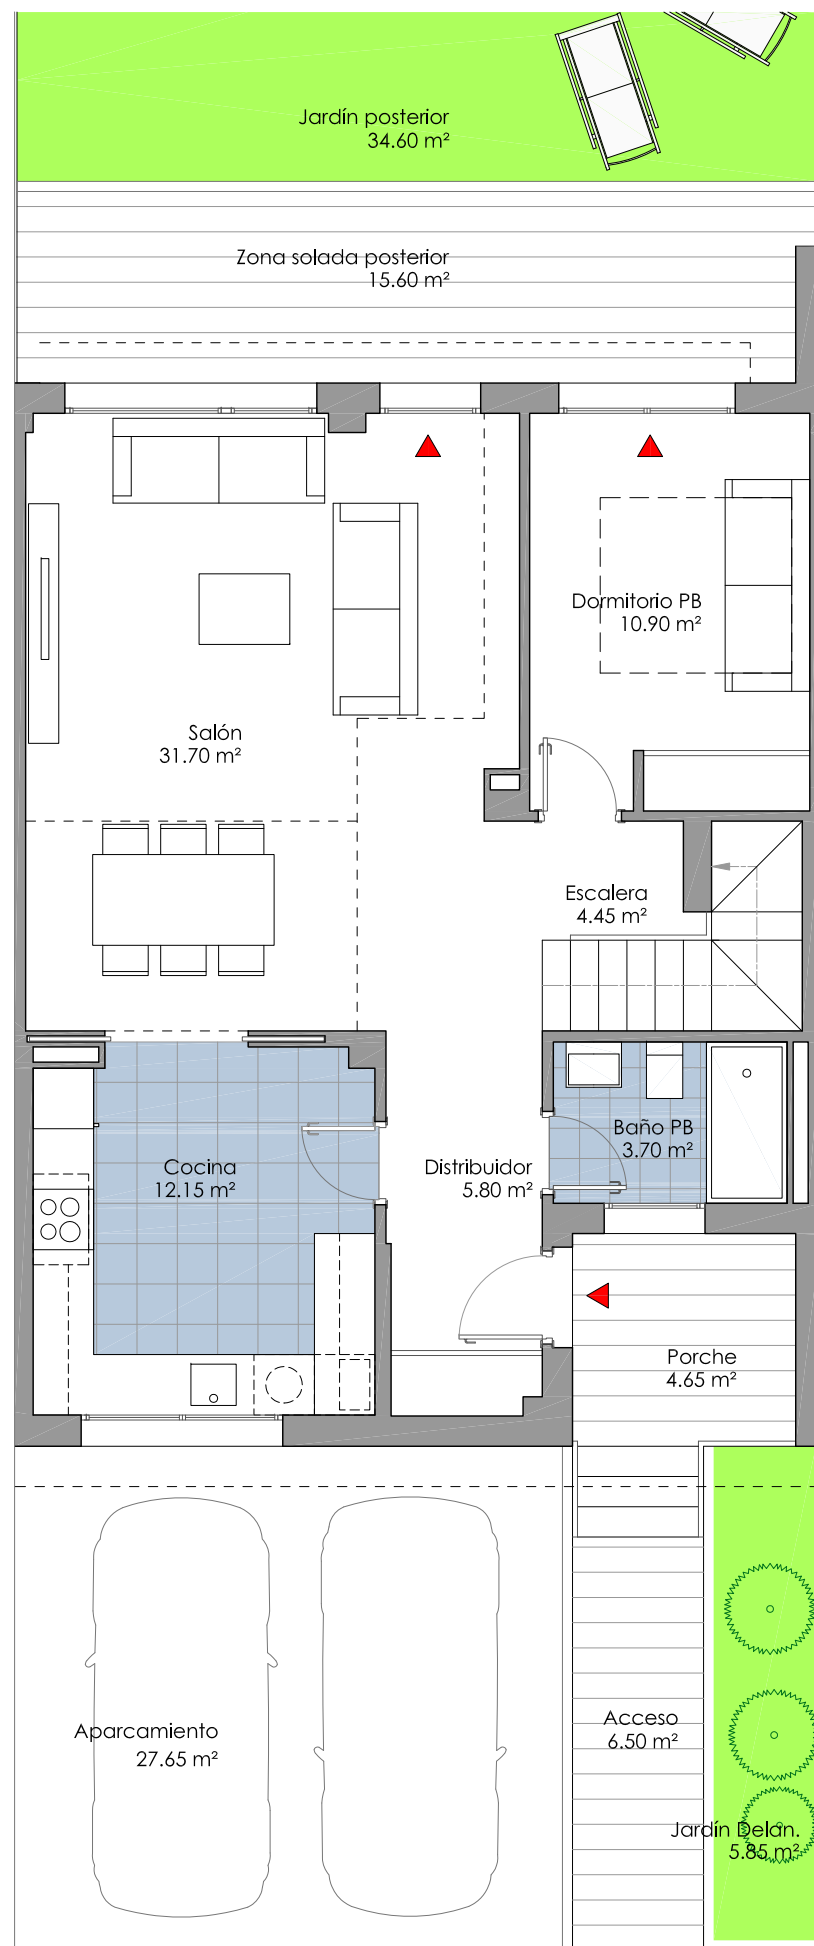 Jardín posterior
34.60 m²
Zona solada posterior
15.60 m²
Dormitorio PB
10.90 m²
Salón
31.70 m²
Escalera
4.45 m²
Baño PB
3.70 m²
Cocina
12.15 m²
Distribuidor
5.80 m²
Porche
4.65 m²
Acceso
6.50 m²
Aparcamiento
27.65 m²
Jardín Delan.
5.85 m²